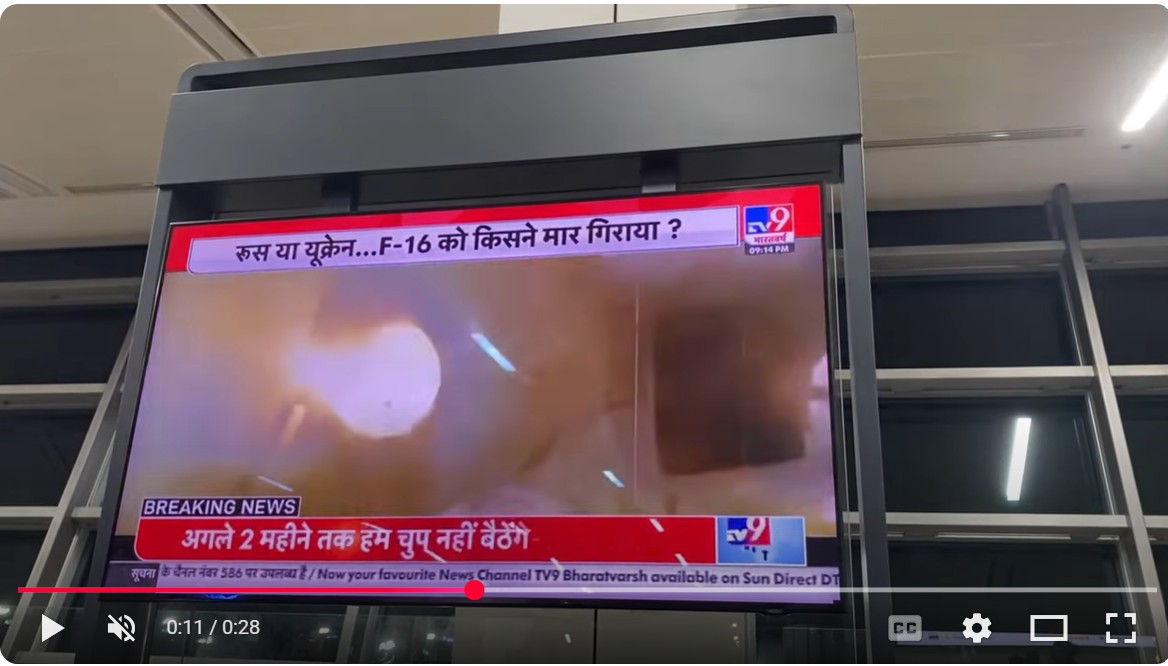 रूस या यूक्रेन...F-16 को किसने मार गिराया ?
TV9
भारतवर्ष
09:14 PM
BREAKING NEWS
अगले 2 महीने तक हम चुप नहीं बैठेंगे
TV9
सूचना के चैनल नंबर 586 पर उपलब्ध है / Now your favourite News Channel TV9 Bharatvarsh available on Sun Direct DT
0:11 / 0:28
CC